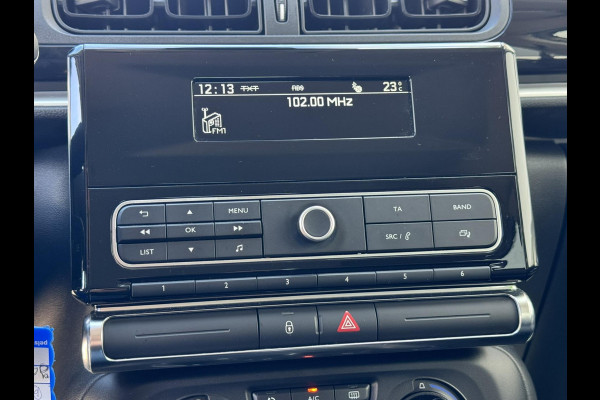 12:13 TXT RDS 23°C
102.00 MHz
FM1
MENU TA BAND
OK
LIST SRC/
1 2 3 4 5 6
A/C